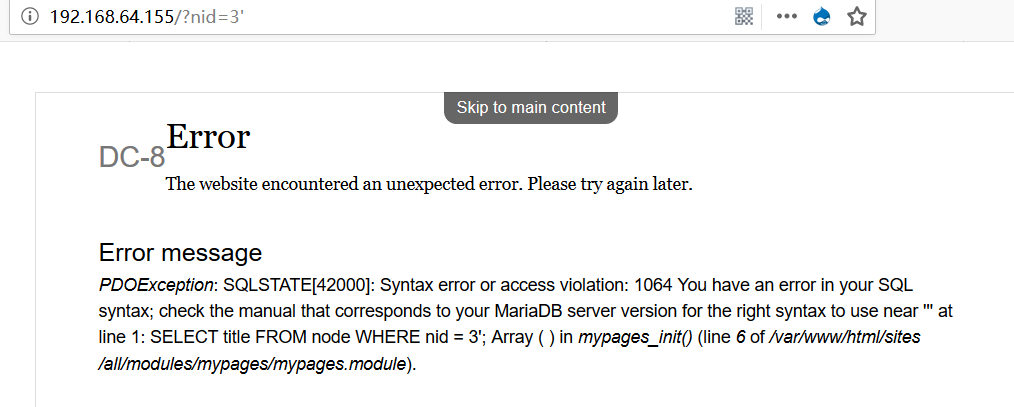 192.168.64.155/?nid=3'
Skip to main content
Error
DC-8
The website encountered an unexpected error. Please try again later.
Error message
PDOException: SQLSTATE[42000]: Syntax error or access violation: 1064 You have an error in your SQL
syntax; check the manual that corresponds to your MariaDB server version for the right syntax to use near ''' at
line 1: SELECT title FROM node WHERE nid = 3'; Array ( ) in mypages_init() (line 6 of /var/www/html/sites
/all/modules/mypages/mypages.module).